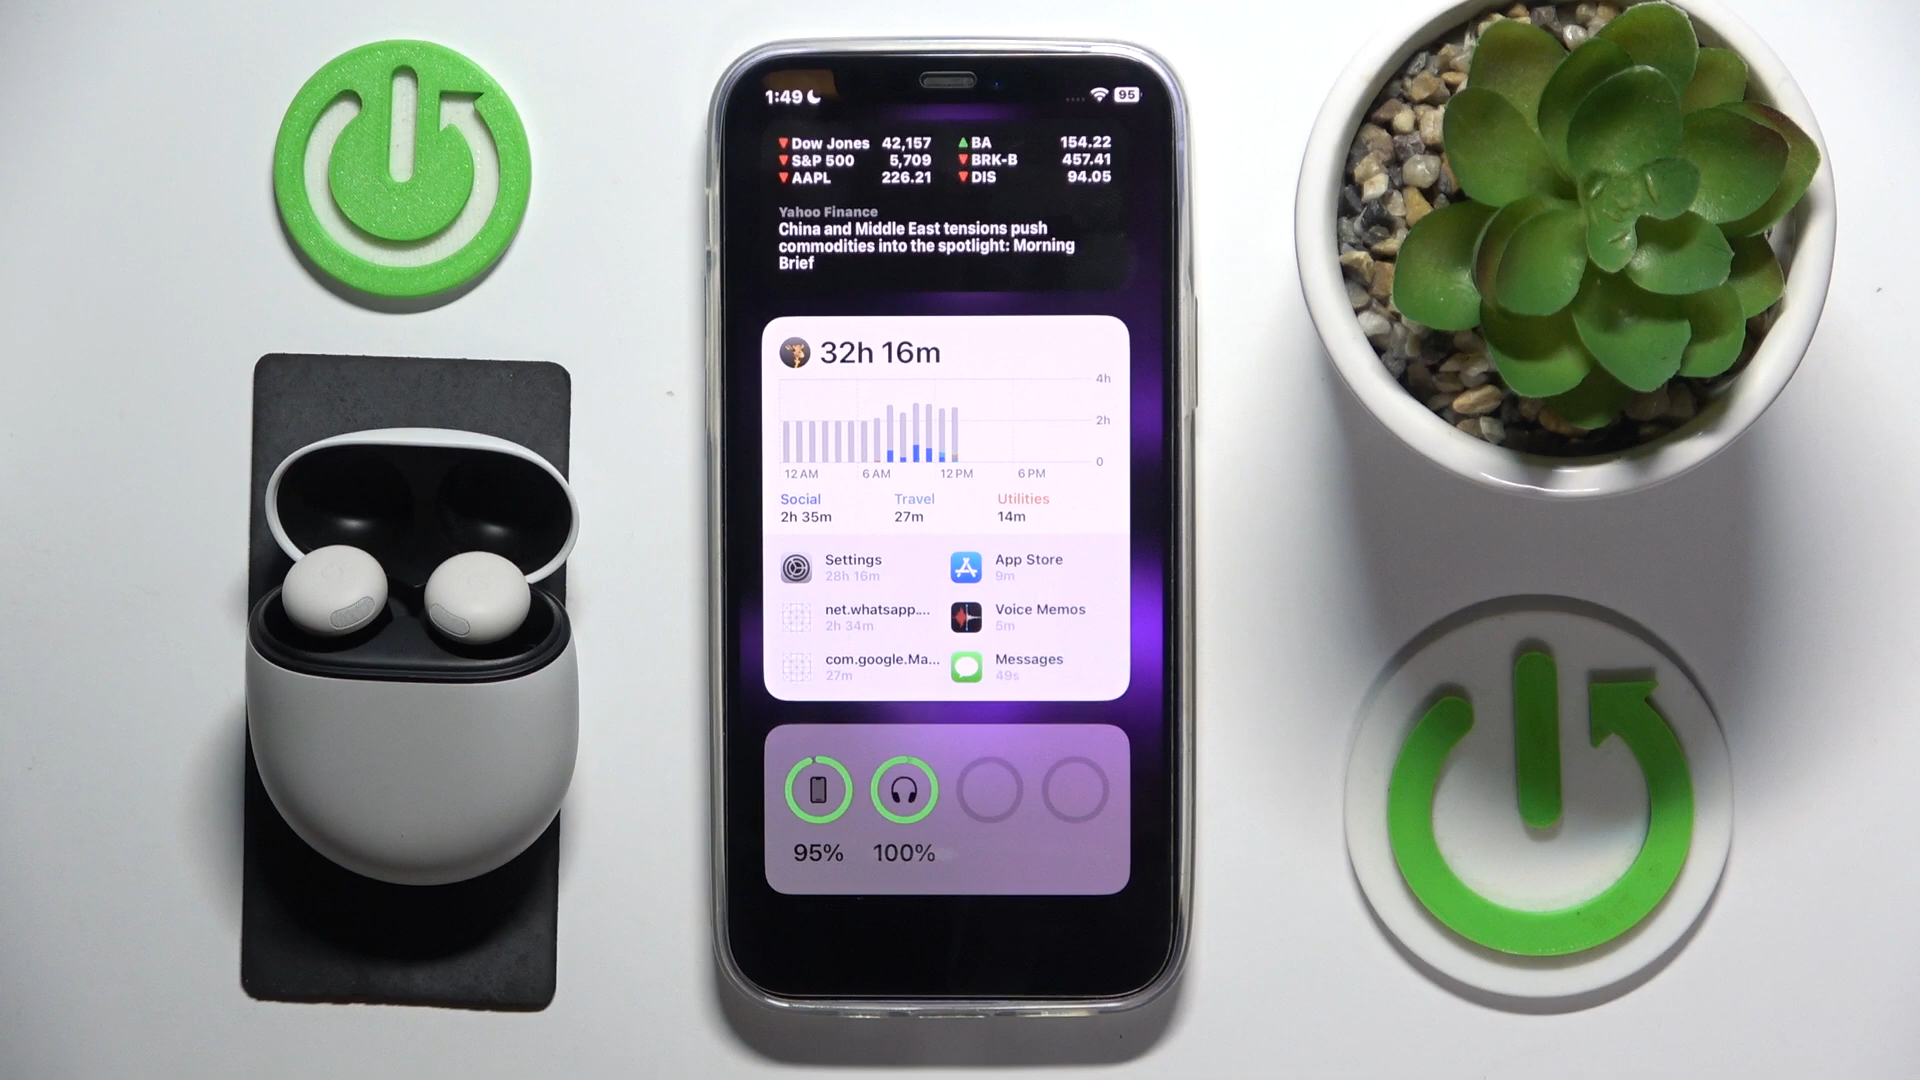 1:49
95
Dow Jones 42,157 BA 154.22
S&P 500 5,709 BRK-B 457.41
AAPL 226.21 DIS 94.05
Yahoo Finance
China and Middle East tensions push
commodities into the spotlight: Morning
Brief
32h 16m
4h
2h
0
12 AM 6 AM 12 PM 6 PM
Social Travel Utilities
2h 35m 27m 14m
Settings App Store
28h 16m 9m
net.whatsapp.... Voice Memos
2h 34m 5m
com.google.Ma... Messages
27m 49s
95% 100%